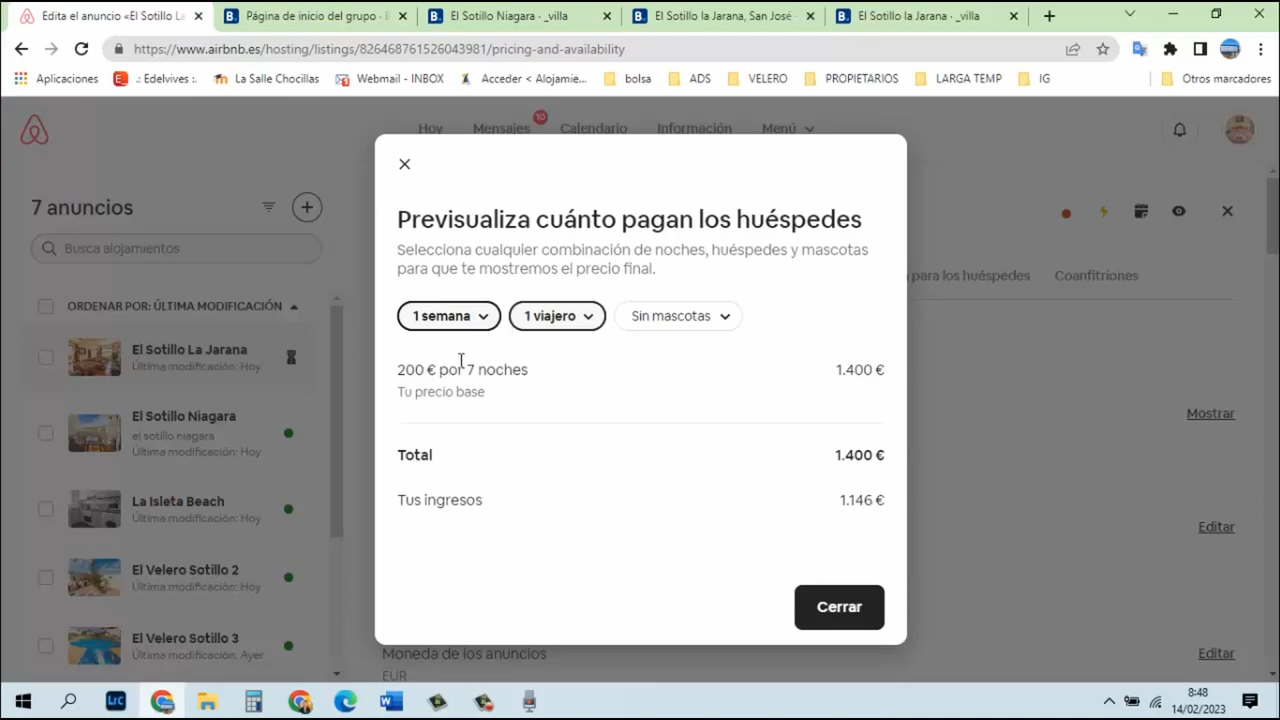 Edita el anuncio «El Sotillo La
Página de inicio del grupo ·
El Sotillo Niagara · _villa
El Sotillo la Jarana, San José
El Sotillo la Jarana · _villa
https://www.airbnb.es/hosting/listings/826468761526043981/pricing-and-availability
Aplicaciones
.: Edelvives :.
La Salle Chocillas
Webmail - INBOX
Acceder < Alojamie...
bolsa
ADS
VELERO
PROPIETARIOS
LARGA TEMP
IG
Otros marcadores
Hoy
Mensajes
10
Calendario
Información
Menú
7 anuncios
Busca alojamientos
ORDENAR POR: ÚLTIMA MODIFICACIÓN
El Sotillo La Jarana
Última modificación: Hoy
El Sotillo Niagara
el sotillo niagara
Última modificación: Hoy
La Isleta Beach
Última modificación: Hoy
El Velero Sotillo 2
Última modificación: Hoy
El Velero Sotillo 3
Última modificación: Ayer
Previsualiza cuánto pagan los huéspedes
Selecciona cualquier combinación de noches, huéspedes y mascotas
para que te mostremos el precio final.
1 semana
1 viajero
Sin mascotas
200 € por 7 noches
1.400 €
Tu precio base
Total
1.400 €
Tus ingresos
1.146 €
Cerrar
para los huéspedes
Coanfitriones
Mostrar
Editar
Moneda de los anuncios
Editar
EUR
LrC
8:48
14/02/2023